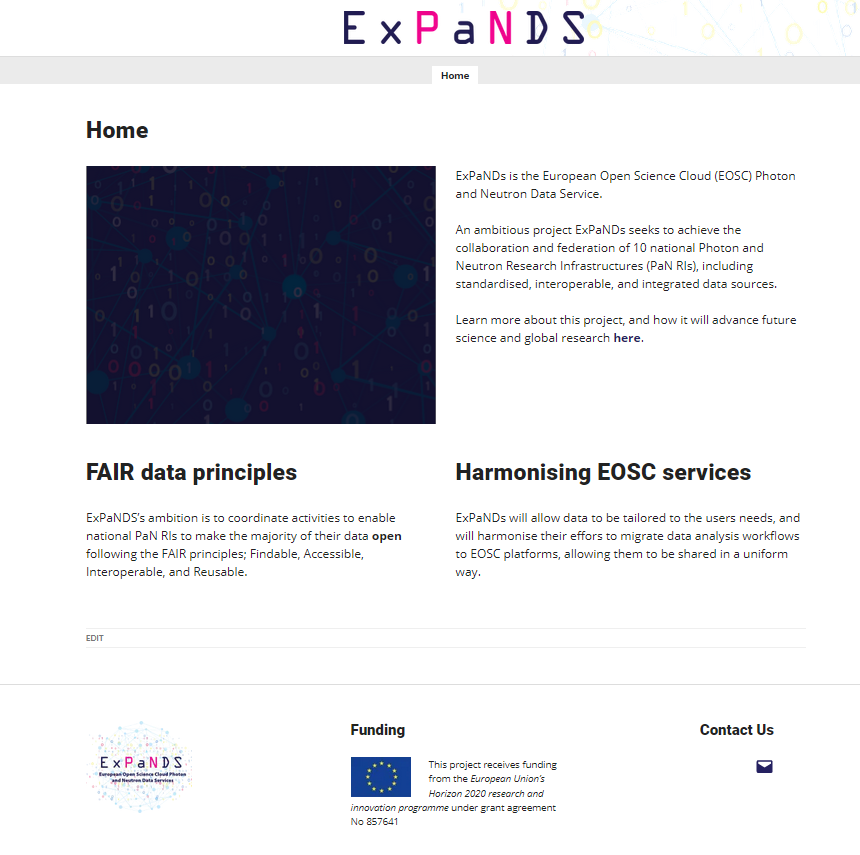 ExPaNDS
Home
Home
ExPaNDs is the European Open Science Cloud (EOSC) Photon
and Neutron Data Service.
An ambitious project ExPaNDs seeks to achieve the
collaboration and federation of 10 national Photon and
Neutron Research Infrastructures (PaN RIs), including
standardised, interoperable, and integrated data sources.
Learn more about this project, and how it will advance future
science and global research here.
FAIR data principles
ExPaNDS's ambition is to coordinate activities to enable
national PaN RIs to make the majority of their data open
following the FAIR principles; Findable, Accessible,
Interoperable, and Reusable.
Harmonising EOSC services
ExPaNDs will allow data to be tailored to the users needs, and
will harmonise their efforts to migrate data analysis workflows
to EOSC platforms, allowing them to be shared in a uniform
way.
EDIT
ExPaNDS
European Open Science Cloud Photon
and Neutron Data Services
Funding
This project receives funding
from the European Union's
Horizon 2020 research and
innovation programme under grant agreement
No 857641
Contact Us